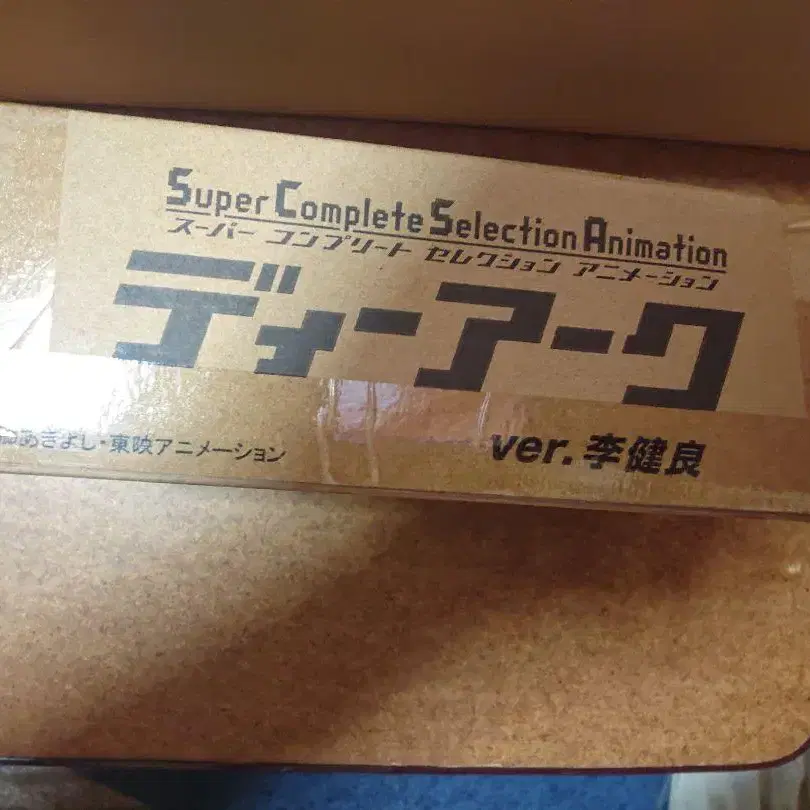 Super Complete Selection Animation
スーパー コンプリート セレクション アニメーション
ディーアーク
あきよし・東映アニメーション
ver. 李健良